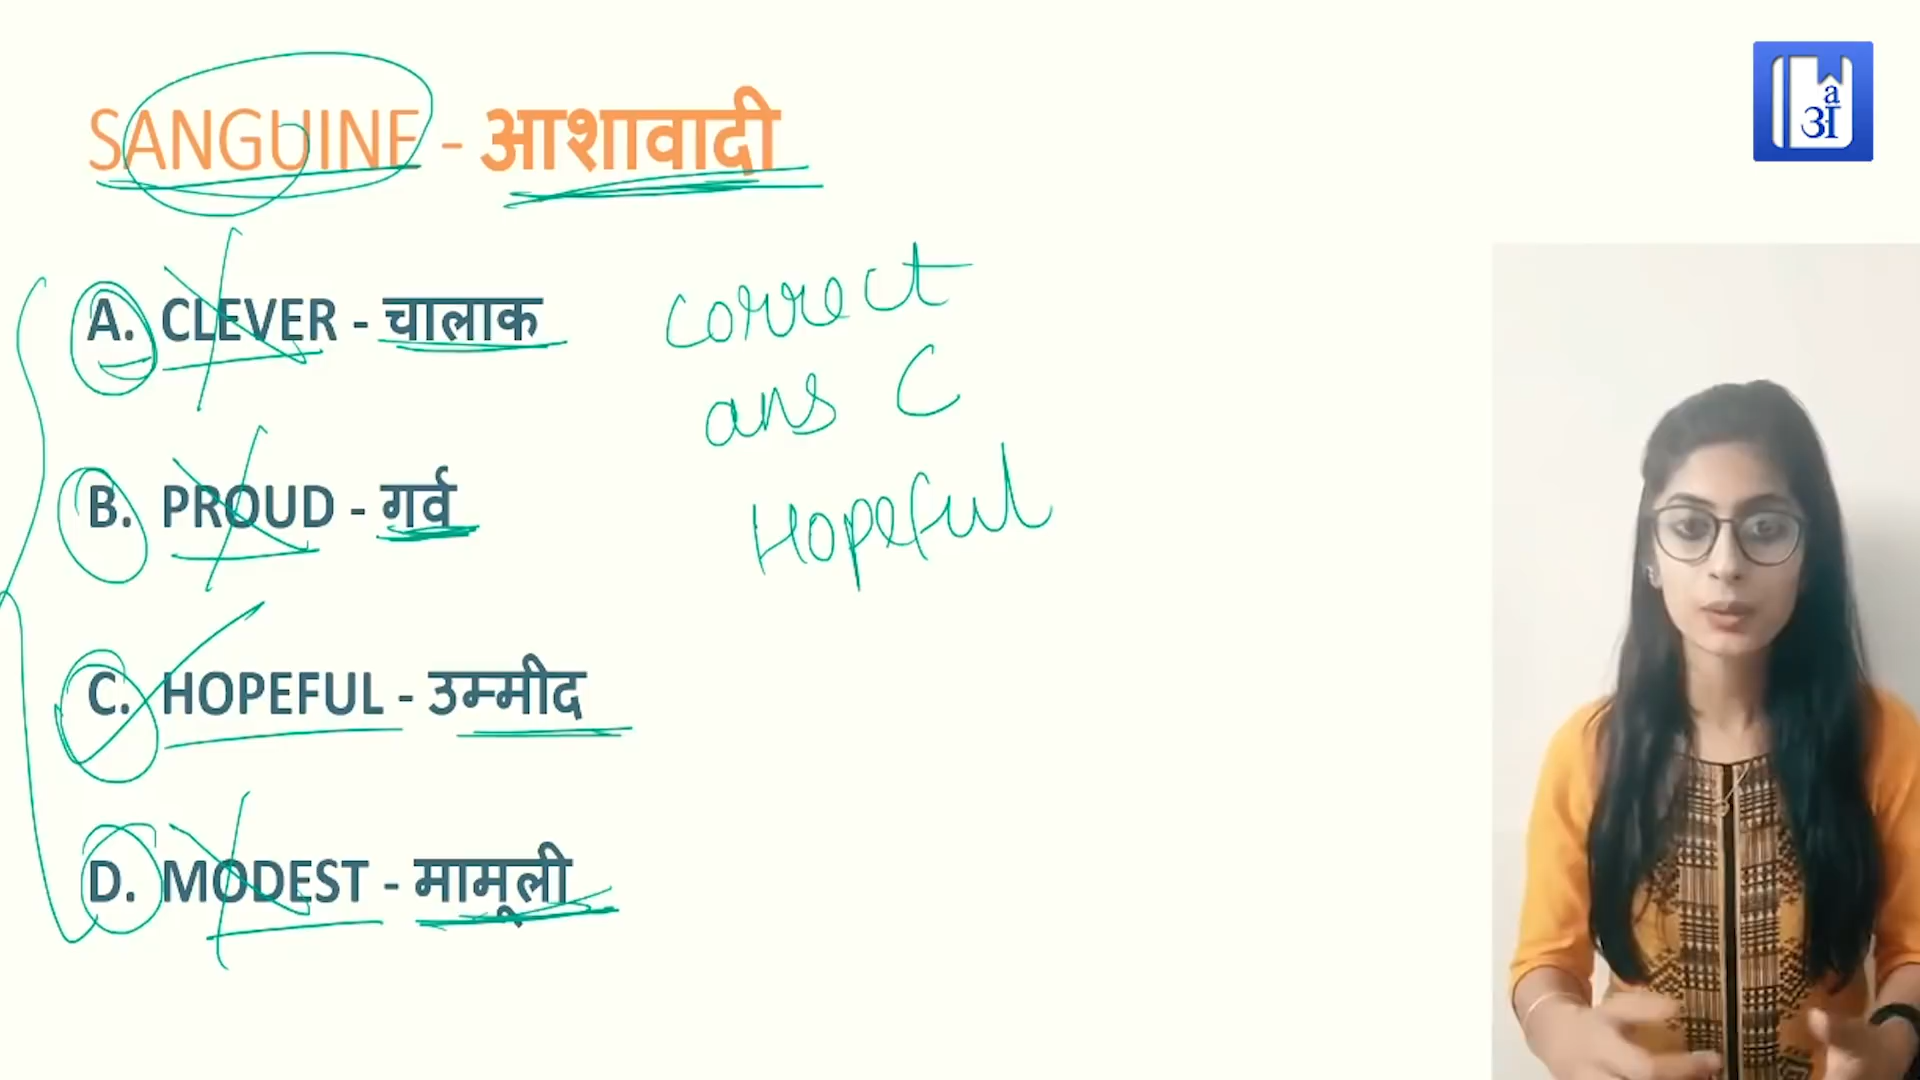 SANGUINE - आशावादी
A. CLEVER - चालाक
B. PROUD - गर्व
C. HOPEFUL - उम्मीद
D. MODEST - मामूली
correct
ans C
Hopeful
a
अ